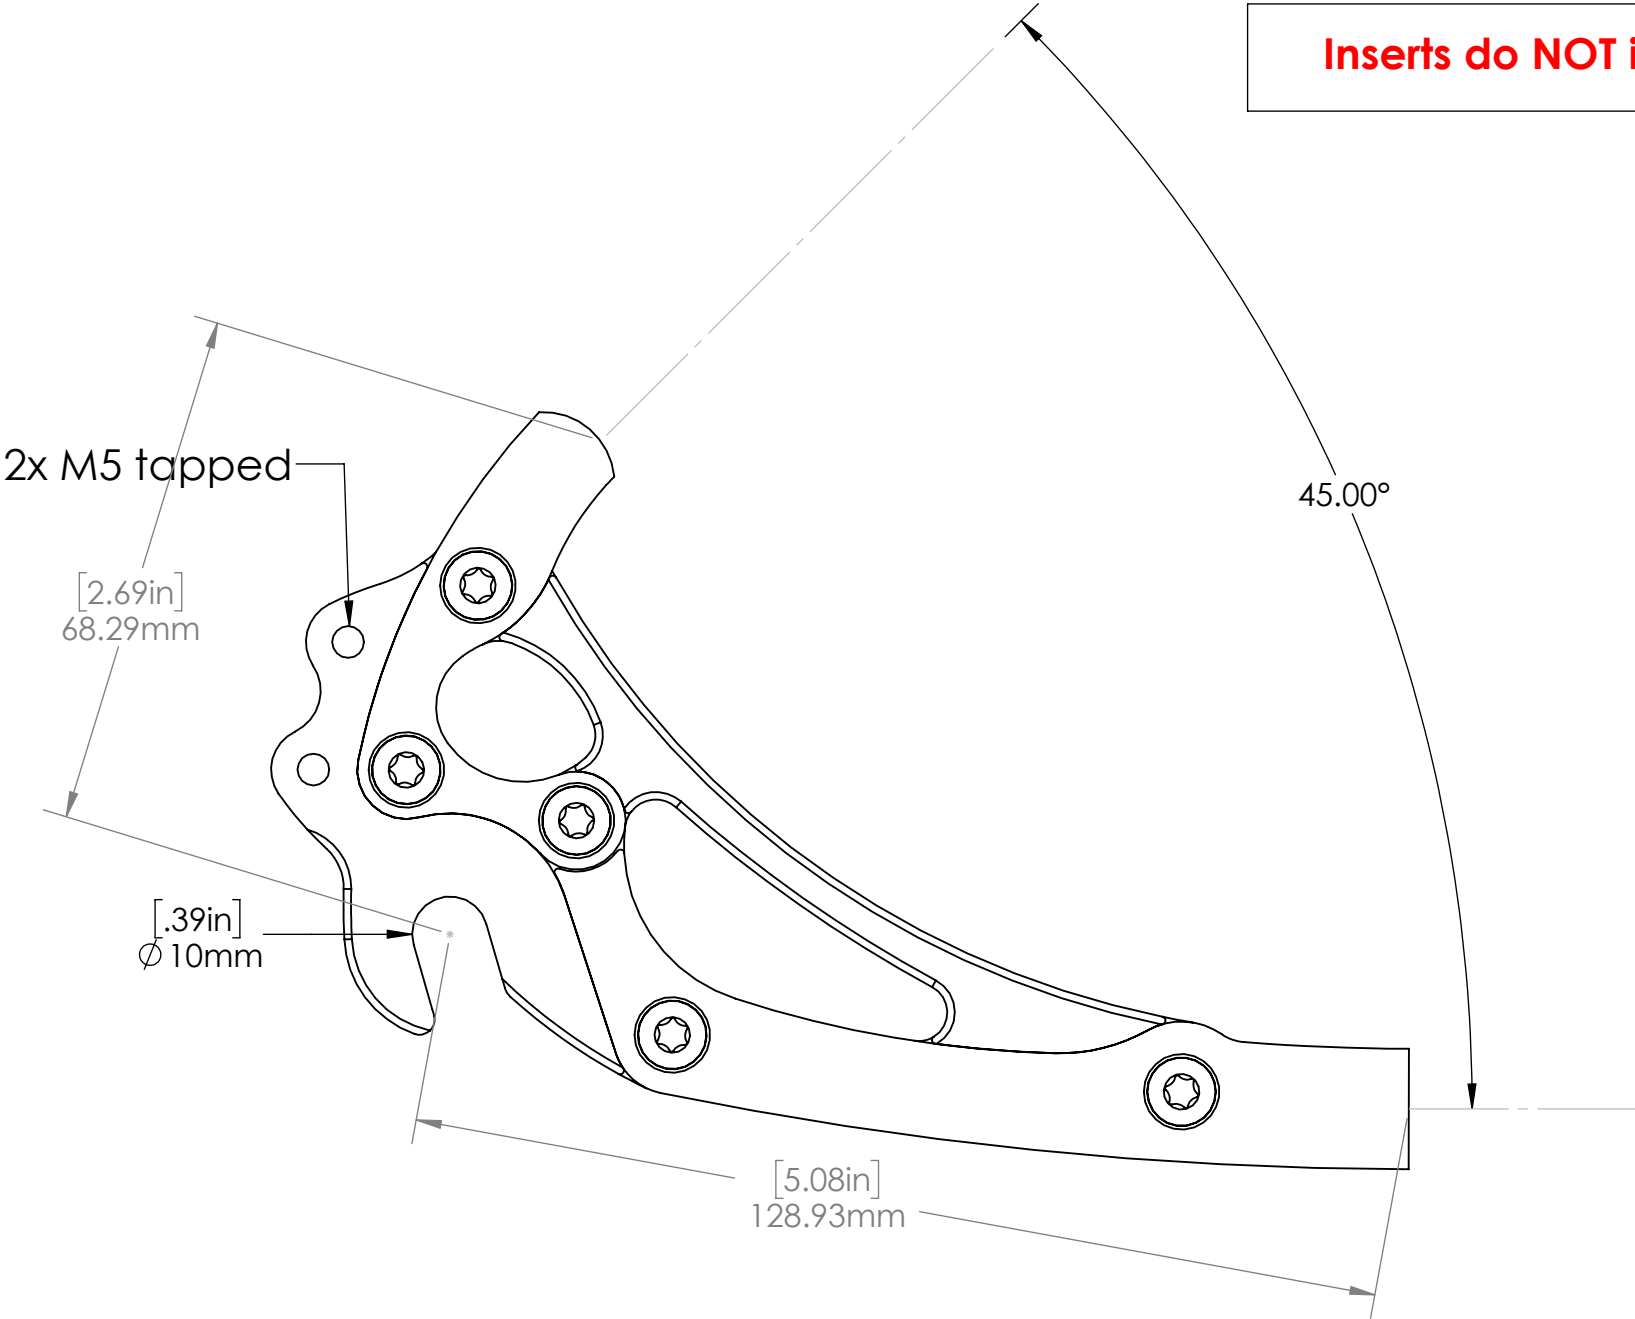 Inserts do NOT i
2x M5 tapped
45.00°
[2.69in]
68.29mm
[.39in]
∅10mm
[5.08in]
128.93mm